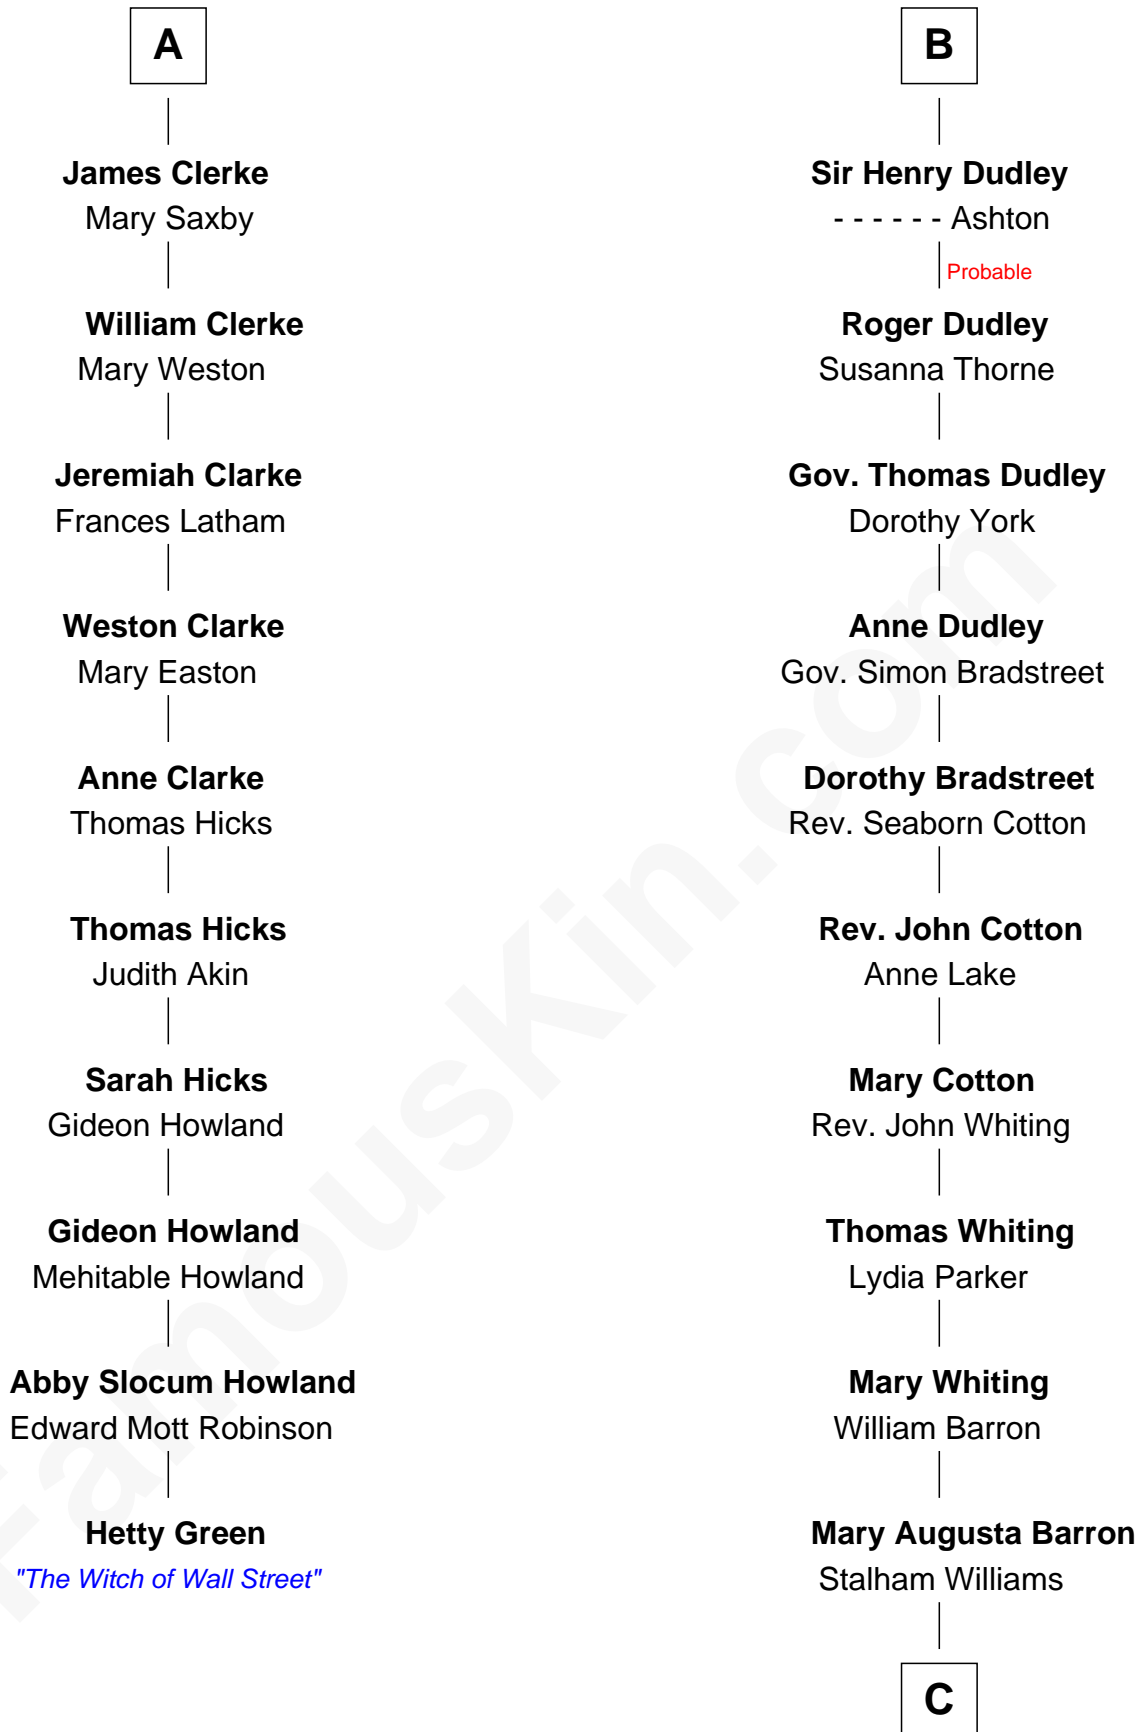 A
James Clerke
Mary Saxby
William Clerke
Mary Weston
Jeremiah Clarke
Frances Latham
Weston Clarke
Mary Easton
Anne Clarke
Thomas Hicks
Thomas Hicks
Judith Akin
Sarah Hicks
Gideon Howland
Gideon Howland
Mehitable Howland
Abby Slocum Howland
Edward Mott Robinson
Hetty Green
"The Witch of Wall Street"
B
Sir Henry Dudley
- - - - - - Ashton
Probable
Roger Dudley
Susanna Thorne
Gov. Thomas Dudley
Dorothy York
Anne Dudley
Gov. Simon Bradstreet
Dorothy Bradstreet
Rev. Seaborn Cotton
Rev. John Cotton
Anne Lake
Mary Cotton
Rev. John Whiting
Thomas Whiting
Lydia Parker
Mary Whiting
William Barron
Mary Augusta Barron
Stalham Williams
C
FamousKin.com